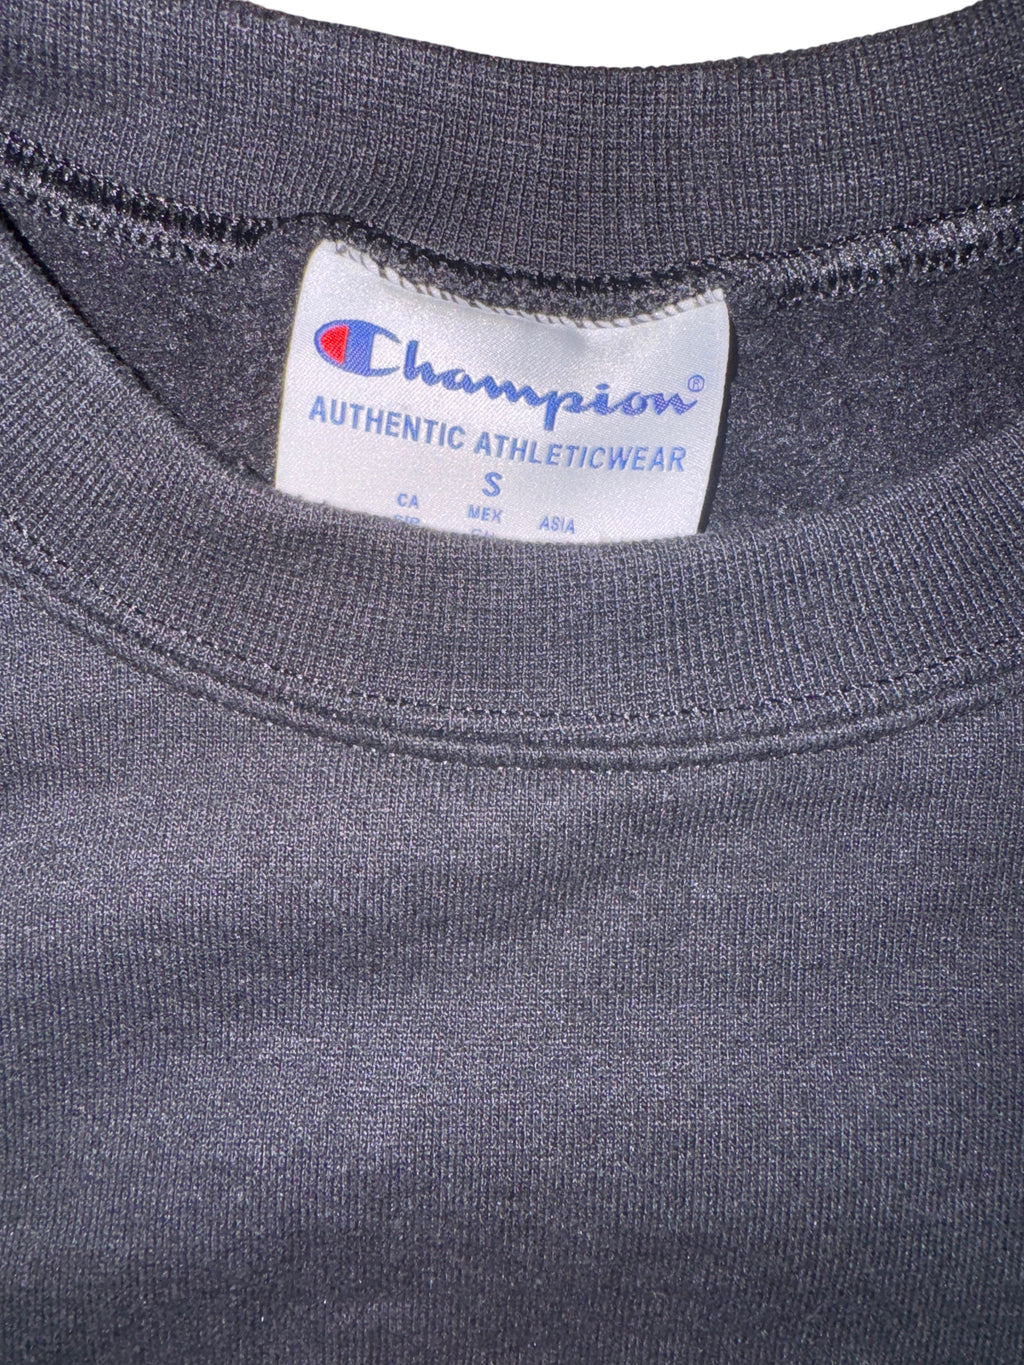 Champion®
AUTHENTIC ATHLETICWEAR
S
CA MEX ASIA